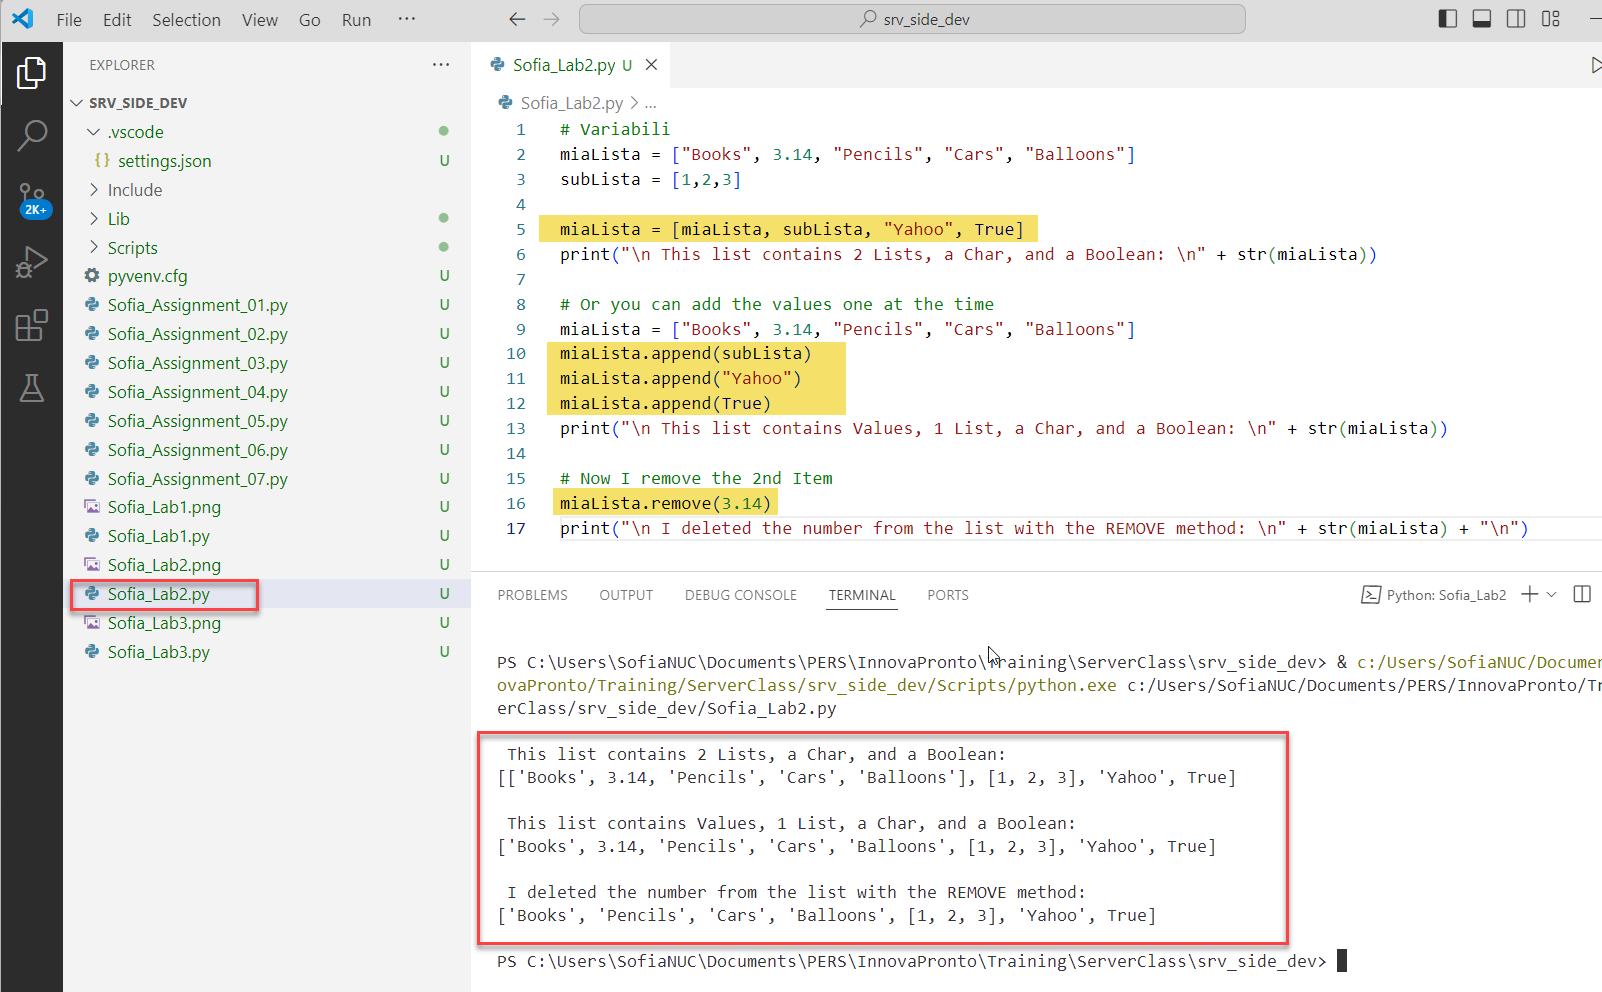 File Edit Selection View Go Run ···
srv_side_dev
EXPLORER ···
SRV_SIDE_DEV
.vscode
{} settings.json U
Include
Lib
Scripts
pyvenv.cfg U
Sofia_Assignment_01.py U
Sofia_Assignment_02.py U
Sofia_Assignment_03.py U
Sofia_Assignment_04.py U
Sofia_Assignment_05.py U
Sofia_Assignment_06.py U
Sofia_Assignment_07.py U
Sofia_Lab1.png U
Sofia_Lab1.py U
Sofia_Lab2.png U
Sofia_Lab2.py U
Sofia_Lab3.png U
Sofia_Lab3.py U
2K+
Sofia_Lab2.py U
Sofia_Lab2.py > ...
1 # Variabili
2 miaLista = ["Books", 3.14, "Pencils", "Cars", "Balloons"]
3 subLista = [1,2,3]
4
5 miaLista = [miaLista, subLista, "Yahoo", True]
6 print("\n This list contains 2 Lists, a Char, and a Boolean: \n" + str(miaLista))
7
8 # Or you can add the values one at the time
9 miaLista = ["Books", 3.14, "Pencils", "Cars", "Balloons"]
10 miaLista.append(subLista)
11 miaLista.append("Yahoo")
12 miaLista.append(True)
13 print("\n This list contains Values, 1 List, a Char, and a Boolean: \n" + str(miaLista))
14
15 # Now I remove the 2nd Item
16 miaLista.remove(3.14)
17 print("\n I deleted the number from the list with the REMOVE method: \n" + str(miaLista) + "\n")
PROBLEMS OUTPUT DEBUG CONSOLE TERMINAL PORTS
Python: Sofia_Lab2
PS C:\Users\SofiaNUC\Documents\PERS\InnovaPronto\Training\ServerClass\srv_side_dev> & c:/Users/SofiaNUC/Documen
ovaPronto/Training/ServerClass/srv_side_dev/Scripts/python.exe c:/Users/SofiaNUC/Documents/PERS/InnovaPronto/Tr
erClass/srv_side_dev/Sofia_Lab2.py
This list contains 2 Lists, a Char, and a Boolean:
[['Books', 3.14, 'Pencils', 'Cars', 'Balloons'], [1, 2, 3], 'Yahoo', True]
This list contains Values, 1 List, a Char, and a Boolean:
['Books', 3.14, 'Pencils', 'Cars', 'Balloons', [1, 2, 3], 'Yahoo', True]
I deleted the number from the list with the REMOVE method:
['Books', 'Pencils', 'Cars', 'Balloons', [1, 2, 3], 'Yahoo', True]
PS C:\Users\SofiaNUC\Documents\PERS\InnovaPronto\Training\ServerClass\srv_side_dev>